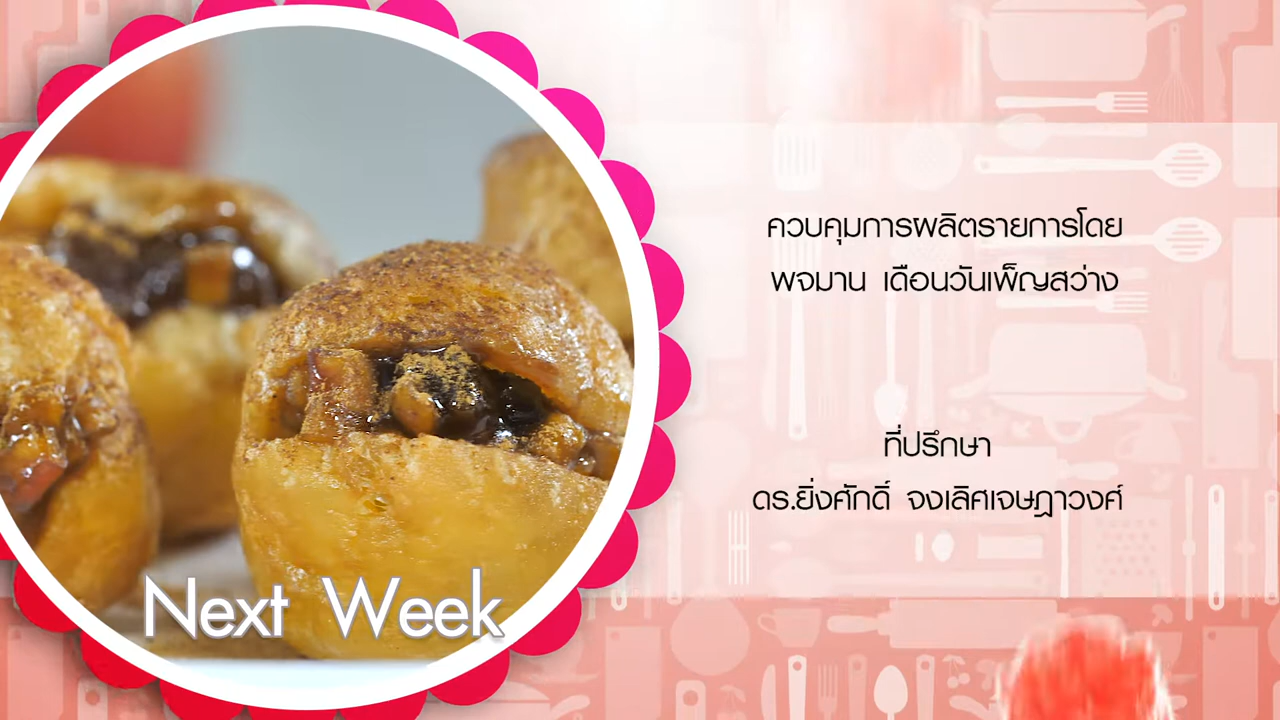 ควบคุมการผลิตรายการโดย
พจมาน เดือนวันเพ็ญสว่าง
ที่ปรึกษา
ดร.ยิ่งศักดิ์ จงเลิศเจษฎาวงศ์
Next Week